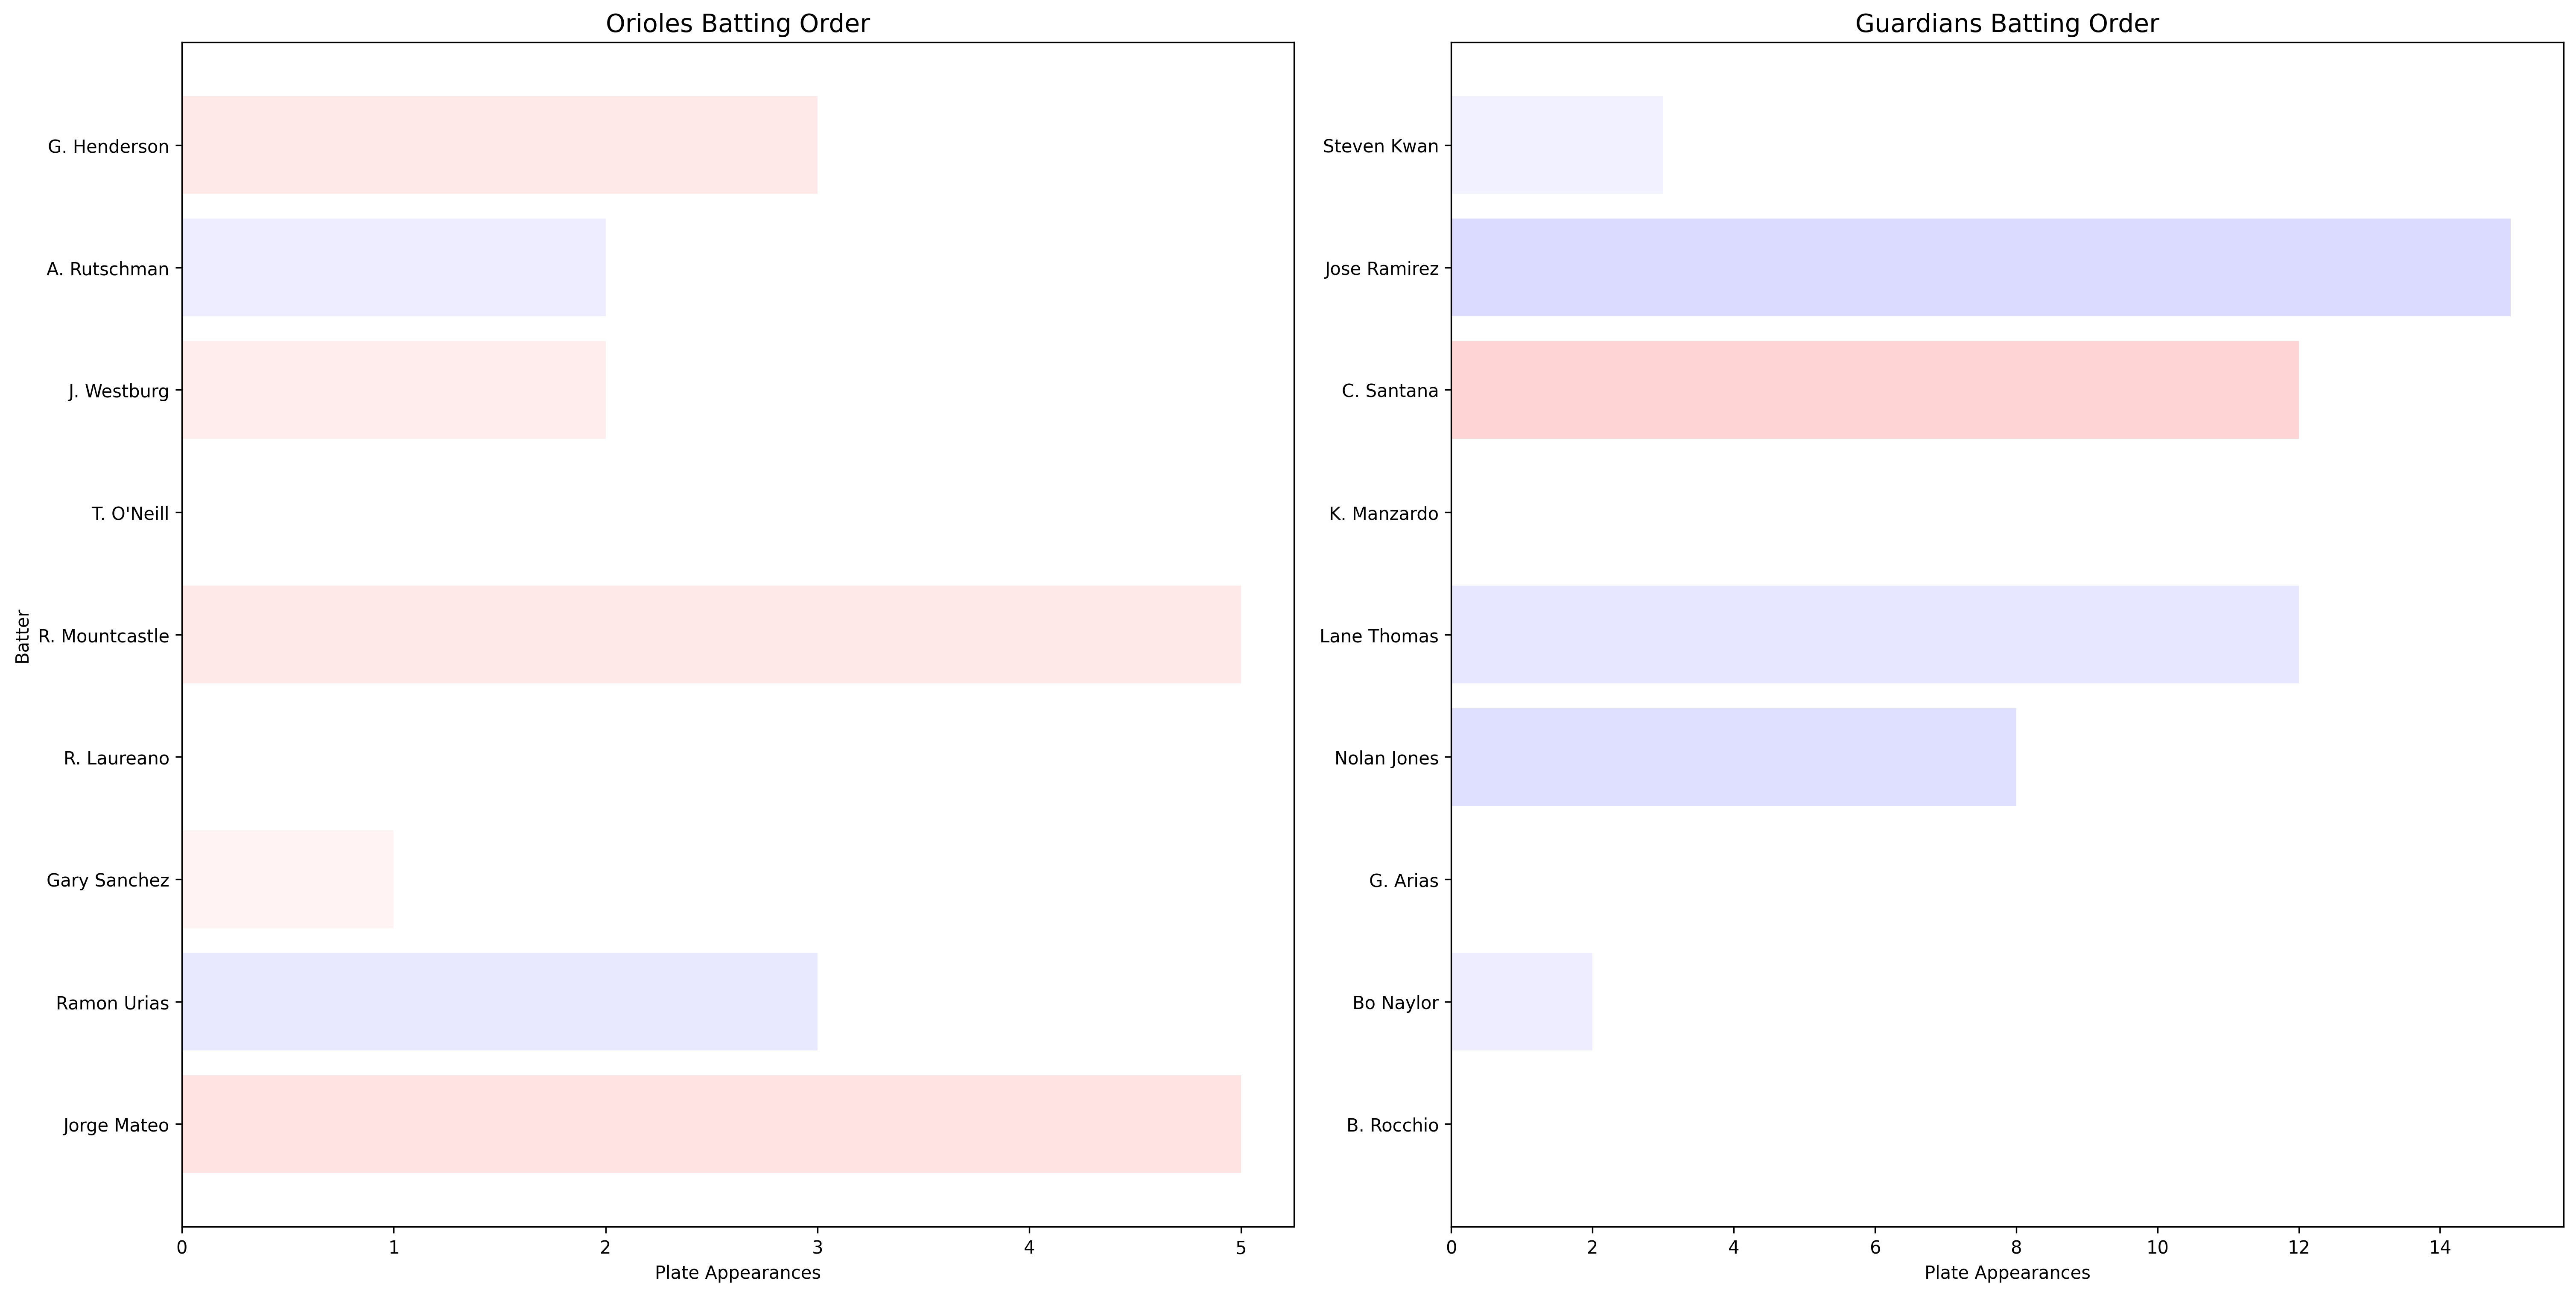 Orioles Batting Order
Batter
G. Henderson
A. Rutschman
J. Westburg
T. O'Neill
R. Mountcastle
R. Laureano
Gary Sanchez
Ramon Urias
Jorge Mateo
0 1 2 3 4 5
Plate Appearances
Guardians Batting Order
Steven Kwan
Jose Ramirez
C. Santana
K. Manzardo
Lane Thomas
Nolan Jones
G. Arias
Bo Naylor
B. Rocchio
0 2 4 6 8 10 12 14
Plate Appearances